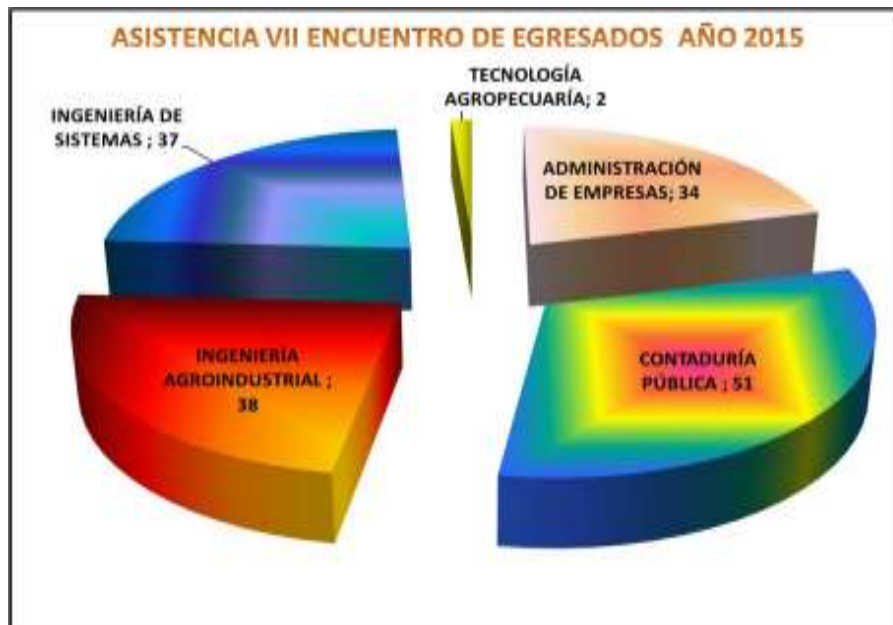 ASISTENCIA VII ENCUENTRO DE EGRESADOS AÑO 2015
TECNOLOGÍA
AGROPECUARÍA; 2
INGENIERÍA DE
SISTEMAS ; 37
ADMINISTRACIÓN
DE EMPRESAS; 34
INGENIERÍA
AGROINDUSTRIAL ;
38
CONTADURÍA
PÚBLICA ; 51